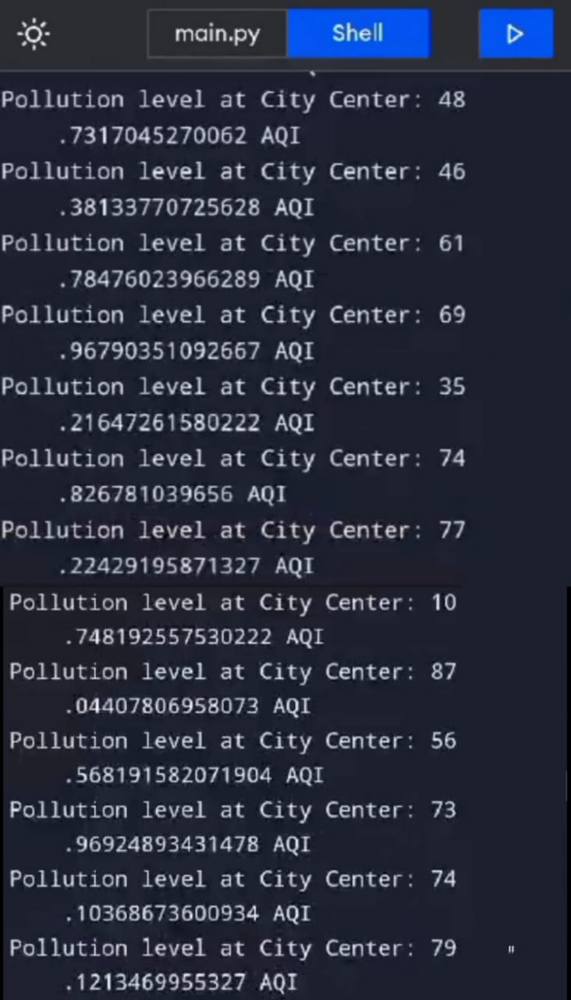 main.py
Shell
Pollution level at City Center: 48
.7317045270062 AQI
Pollution level at City Center: 46
.38133770725628 AQI
Pollution level at City Center: 61
.78476023966289 AQI
Pollution level at City Center: 69
.96790351092667 AQI
Pollution level at City Center: 35
.21647261580222 AQI
Pollution level at City Center: 74
.826781039656 AQI
Pollution level at City Center: 77
.22429195871327 AQI
Pollution level at City Center: 10
.748192557530222 AQI
Pollution level at City Center: 87
.04407806958073 AQI
Pollution level at City Center: 56
.568191582071904 AQI
Pollution level at City Center: 73
.96924893431478 AQI
Pollution level at City Center: 74
.10368673600934 AQI
Pollution level at City Center: 79
.1213469955327 AQI